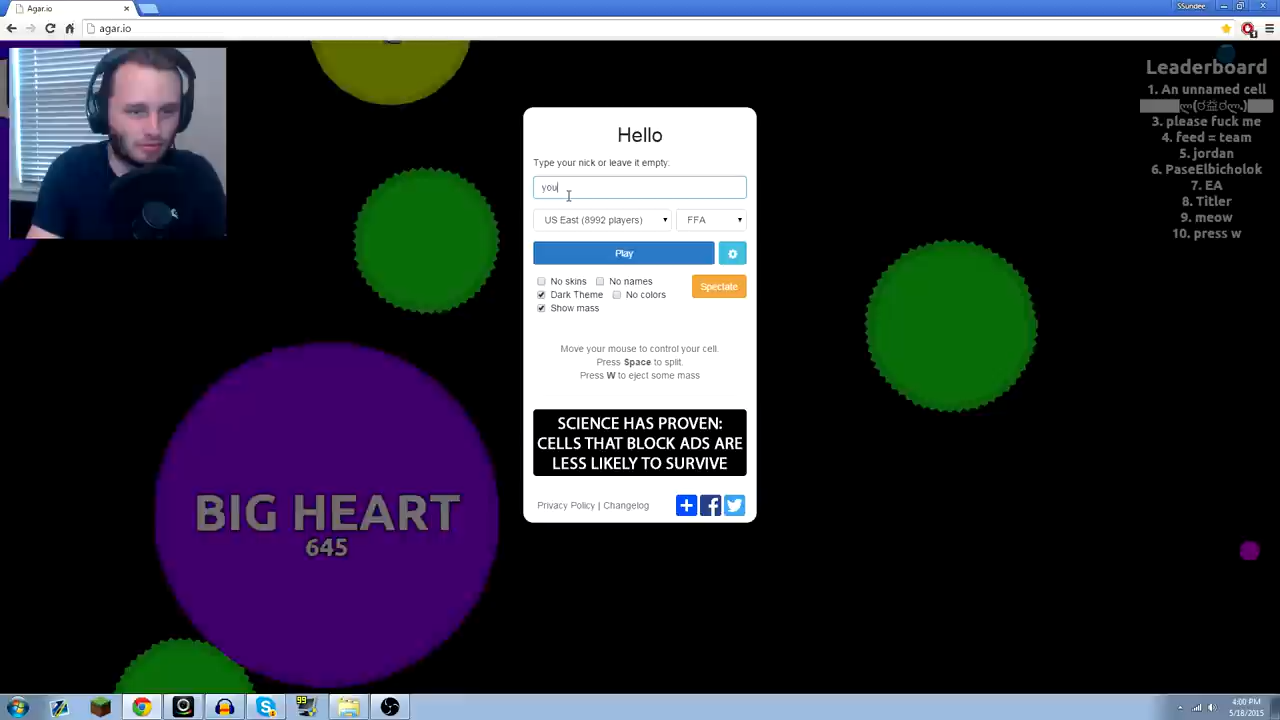 Agar.io
SSundee
agar.io
Leaderboard
1. An unnamed cell
3. please fuck me
4. feed = team
5. jordan
6. PaseElbicholok
7. EA
8. Titler
9. meow
10. press w
Hello
Type your nick or leave it empty.
you
US East (8992 players)
FFA
Play
No skins
No names
Dark Theme
No colors
Show mass
Spectate
Move your mouse to control your cell.
Press Space to split.
Press W to eject some mass
SCIENCE HAS PROVEN:
CELLS THAT BLOCK ADS ARE
LESS LIKELY TO SURVIVE
Privacy Policy | Changelog
BIG HEART
645
99
4:00 PM
5/18/2015